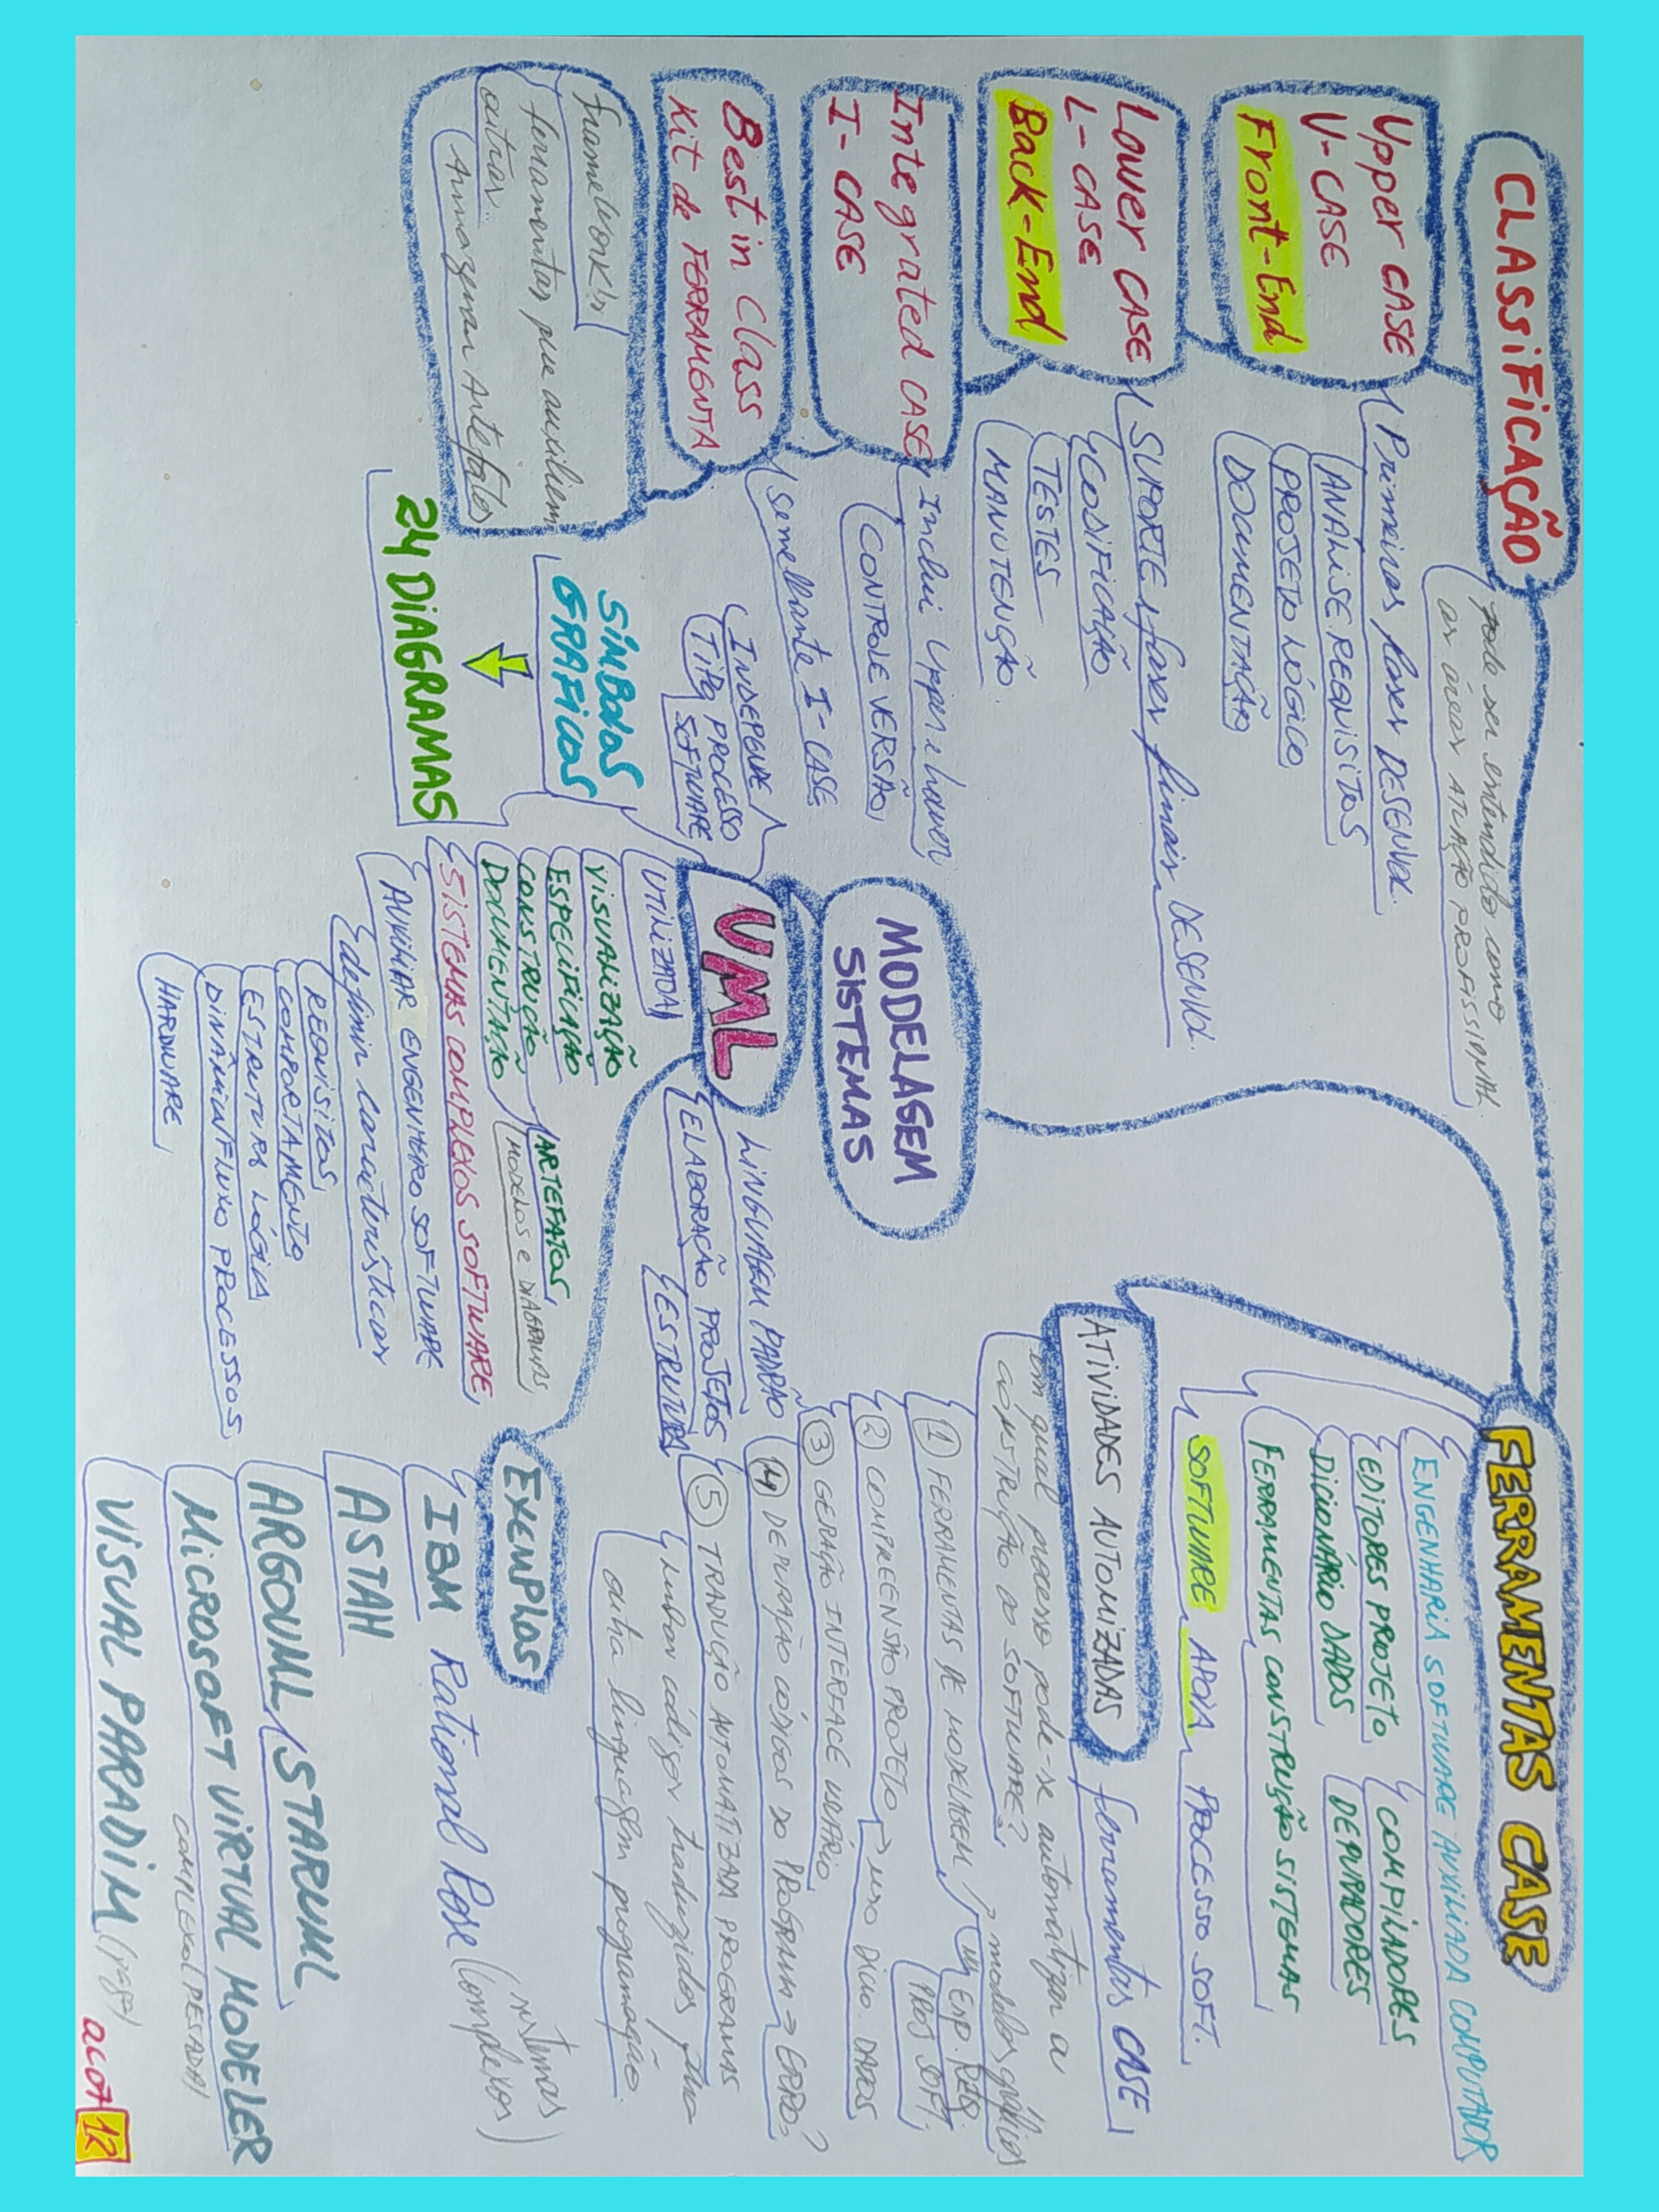 CLASSIFICAÇÃO
pode ser entendido como
as áreas ATUAÇÃO PROFISSIONAL
Upper CASE
U-CASE
Front-End
Primeiras fases DESENVOL.
ANÁLISE REQUISITOS
PROJETO LÓGICO
DOCUMENTAÇÃO
Lower CASE
L-CASE
Back-End
SUPORTE fases finais DESENVOL.
CODIFICAÇÃO
TESTES
MANUTENÇÃO
Integrated CASE
I-CASE
Inclui Upper e Lower
CONTROLE VERSÃO
Best in Class
Kit de FERRAMENTA
Semelhante I-CASE
frameWork's
ferramentas que auxiliem
outras..
Armazenam Artefatos
FERRAMENTAS CASE
ENGENHARIA SOFTWARE AUXILIADA COMPUTADOR
EDITORES PROJETO
COMPILADORES
DICIONÁRIO DADOS
DEPURADORES
FERRAMENTAS CONSTRUÇÃO SISTEMAS
SOFTWARE APOIA PROCESSO SOFT.
ATIVIDADES AUTOMIZADAS
ferramentas CASE
em qual processo pode-se automatizar a
CONSTRUÇÃO DO SOFTWARE?
1 FERRAMENTAS DE MODELAGEM
→ modelos gráficos
Esp. REQ.
PROJ SOFT.
2 COMPREENSÃO PROJETO → uso Dicio. DADOS
3 GERAÇÃO INTERFACE USUÁRIO
4 DEPURAÇÃO CÓDIGOS DO PROGRAMA → ERRO?
5 TRADUÇÃO AUTOMATIZADA PROGRAMAS
códigos traduzidos pra
outra linguagem programação.
MODELAGEM
SISTEMAS
UML
INDEPENDE
TIPO PROCESSO
SOFTWARE
LINGUAGEM PADRÃO
ELABORAÇÃO PROJETOS
ESTRUTURA
UTILIZADA
VISUALIZAÇÃO
ESPECIFICAÇÃO
CONSTRUÇÃO
DOCUMENTAÇÃO
ARTEFATOS
MODELOS e DIAGRAMAS
SISTEMAS COMPLEXOS SOFTWARE
AUXILIAR ENGENHEIRO SOFTWARE
definir características
REQUISITOS
COMPORTAMENTO
ESTRUTURA LÓGICA
DINÂMICA/FLUXO PROCESSOS
HARDWARE
SÍMBOLOS
GRÁFICOS
24 DIAGRAMAS
EXEMPLOS
IBM Rational Rose (sistemas
complexos)
ASTAH
ARGOUML
STARUML
MICROSOFT VIRTUAL MODELER
COMPLEXO (PESADA)
VISUAL PARADIM (paga)
ac07 12